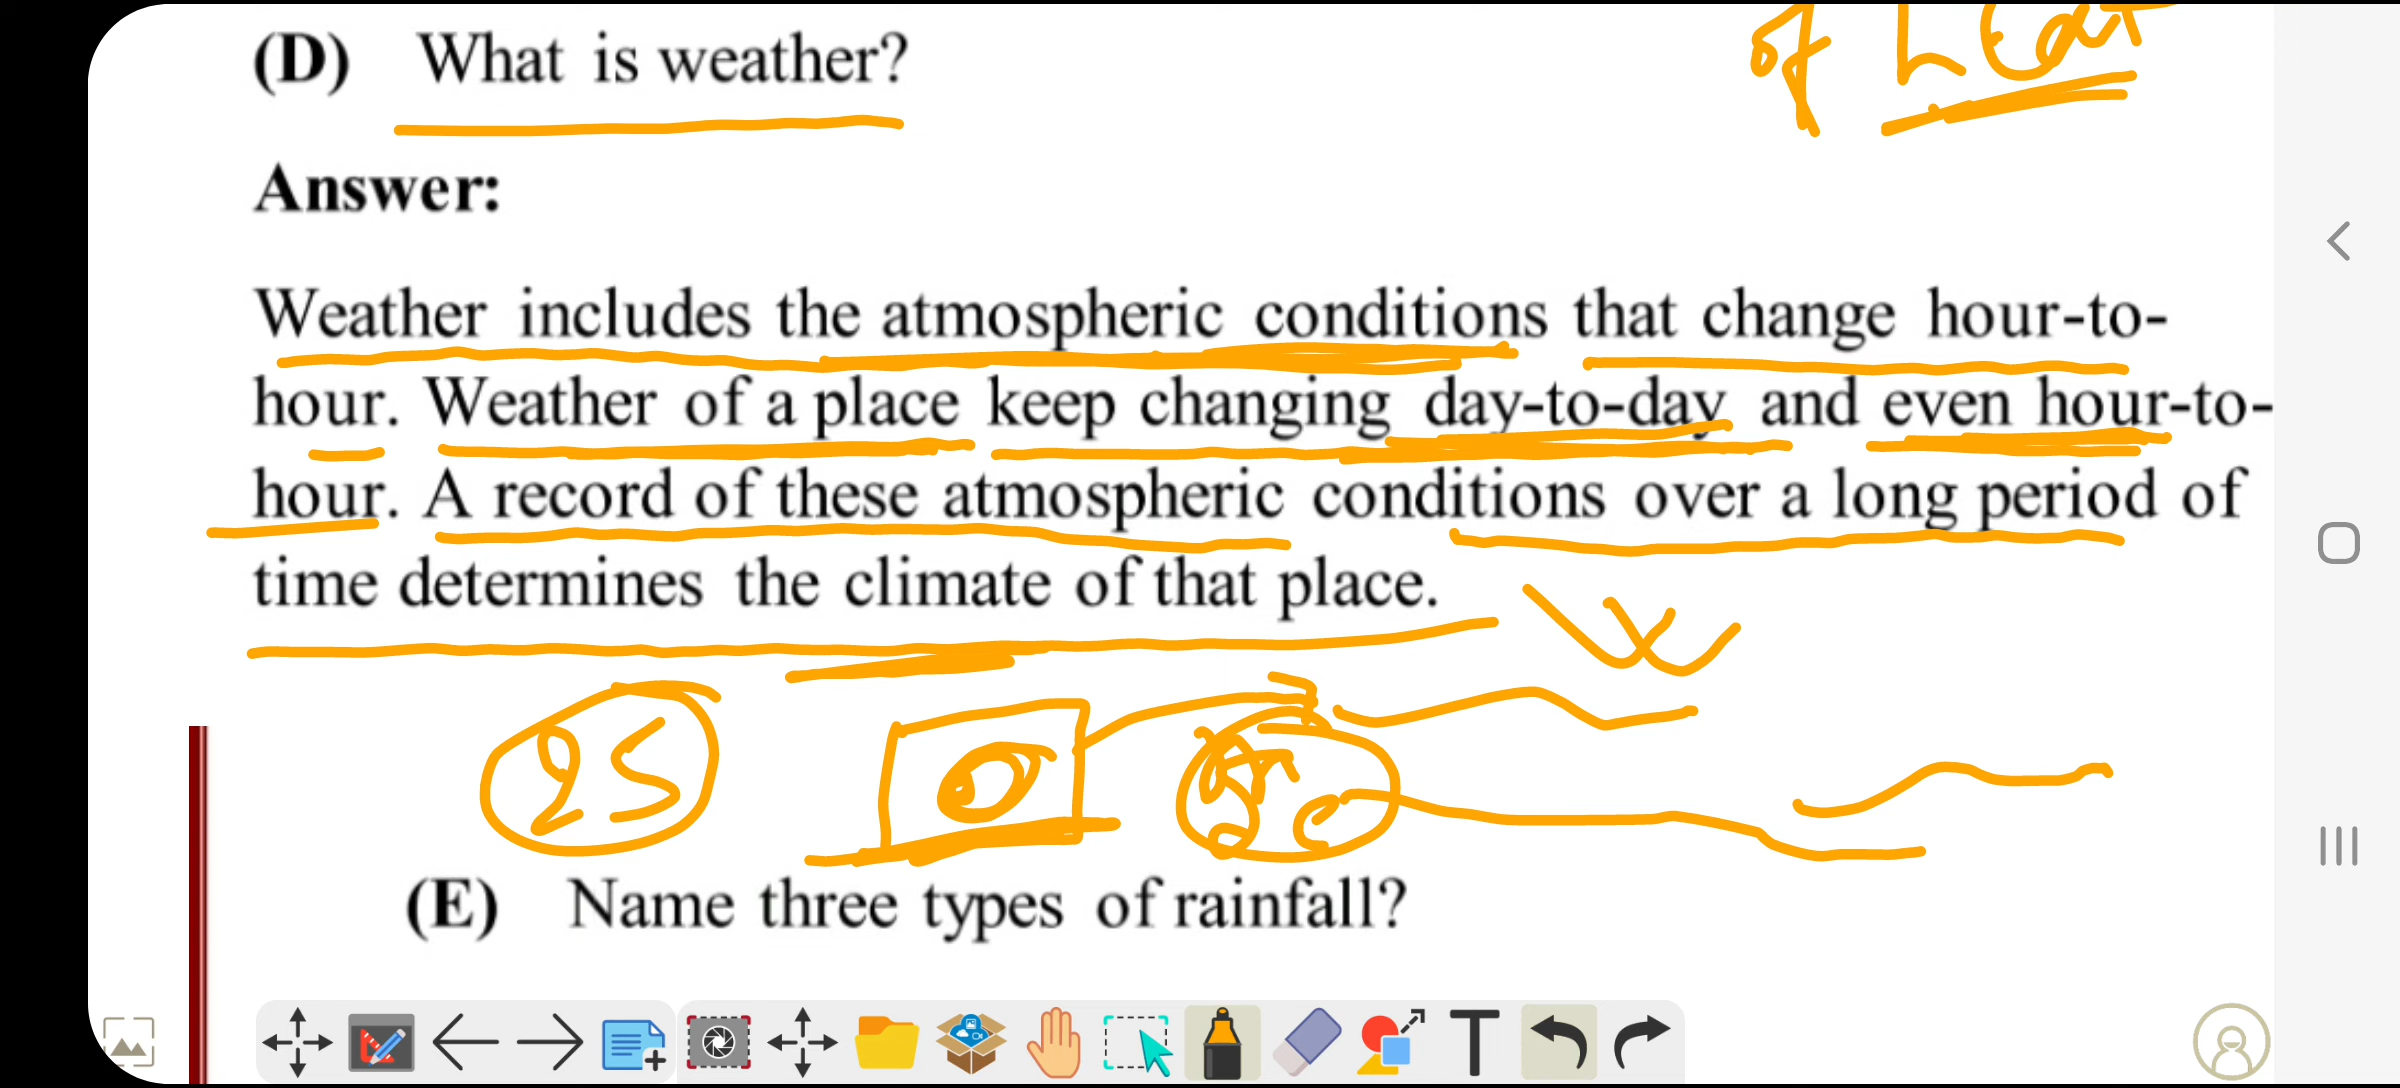 of Heat
(D) What is weather?
Answer:
Weather includes the atmospheric conditions that change hour-to-
hour. Weather of a place keep changing day-to-day and even hour-to-
hour. A record of these atmospheric conditions over a long period of
time determines the climate of that place.
25
(E) Name three types of rainfall?
T